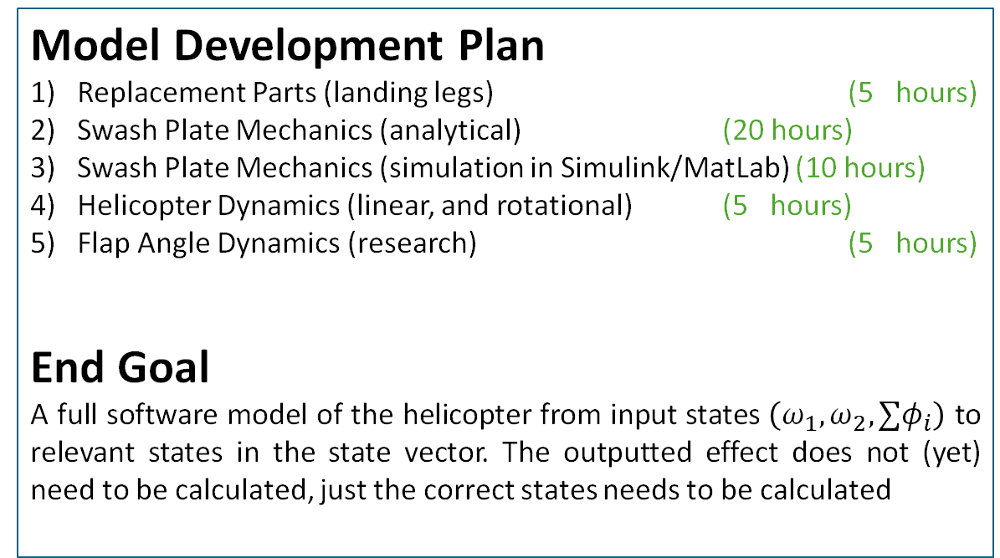 Model Development Plan
1) Replacement Parts (landing legs) (5 hours)
2) Swash Plate Mechanics (analytical) (20 hours)
3) Swash Plate Mechanics (simulation in Simulink/MatLab) (10 hours)
4) Helicopter Dynamics (linear, and rotational) (5 hours)
5) Flap Angle Dynamics (research) (5 hours)
End Goal
A full software model of the helicopter from input states (𝜔₁, 𝜔₂, ∑𝜙ᵢ) to
relevant states in the state vector. The outputted effect does not (yet)
need to be calculated, just the correct states needs to be calculated